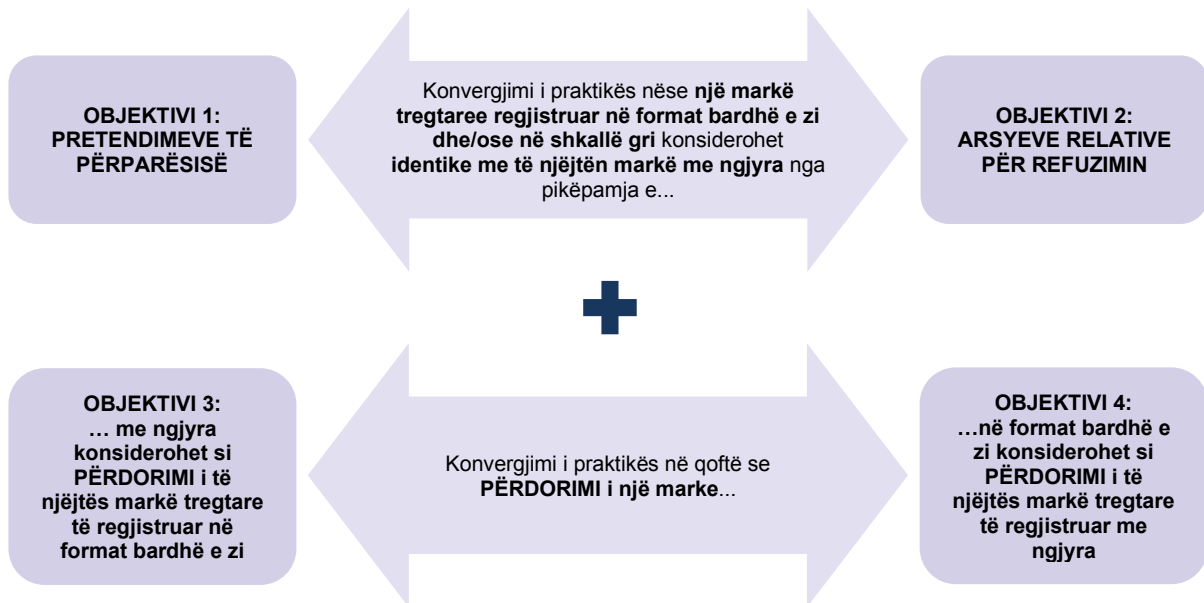 OBJEKTIVI 1:
PRETENDIMEVE TË
PËRPARËSISË
Konvergjimi i praktikës nëse një markë
tregtaree regjistruar në format bardhë e zi
dhe/ose në shkallë gri konsiderohet
identike me të njëjtën markë me ngjyra nga
pikëpamja e...
OBJEKTIVI 2:
ARSYEVE RELATIVE
PËR REFUZIMIN
OBJEKTIVI 3:
… me ngjyra
konsiderohet si
PËRDORIMI i të
njëjtës markë tregtare
të regjistruar në
format bardhë e zi
Konvergjimi i praktikës në qoftë se
PËRDORIMI i një marke...
OBJEKTIVI 4:
…në format bardhë e
zi konsiderohet si
PËRDORIMI i të
njëjtës markë tregtare
të regjistruar me
ngjyra